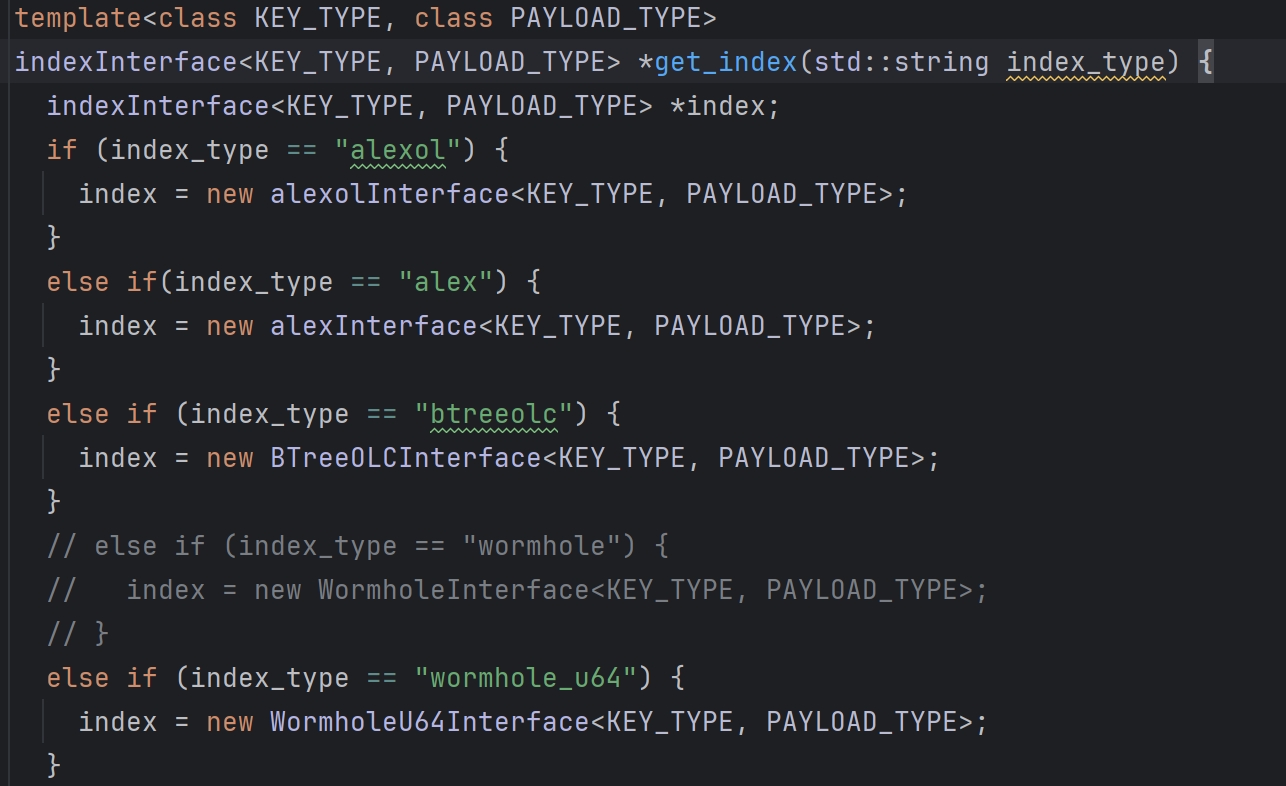 template<class KEY_TYPE, class PAYLOAD_TYPE>
indexInterface<KEY_TYPE, PAYLOAD_TYPE> *get_index(std::string index_type) {
  indexInterface<KEY_TYPE, PAYLOAD_TYPE> *index;
  if (index_type == "alexol") {
    index = new alexolInterface<KEY_TYPE, PAYLOAD_TYPE>;
  }
  else if(index_type == "alex") {
    index = new alexInterface<KEY_TYPE, PAYLOAD_TYPE>;
  }
  else if (index_type == "btreeolc") {
    index = new BTreeOLCInterface<KEY_TYPE, PAYLOAD_TYPE>;
  }
  // else if (index_type == "wormhole") {
  //   index = new WormholeInterface<KEY_TYPE, PAYLOAD_TYPE>;
  // }
  else if (index_type == "wormhole_u64") {
    index = new WormholeU64Interface<KEY_TYPE, PAYLOAD_TYPE>;
  }